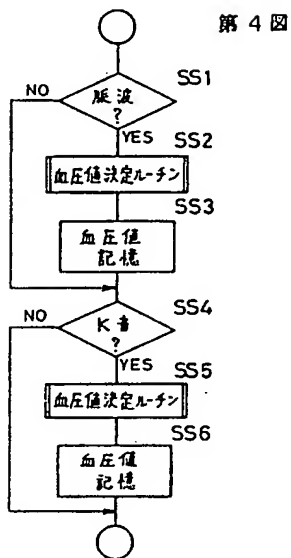 第4図
SS1
NO
脈波
?
YES
SS2
血圧値決定ルーチン
SS3
血圧値
記憶
SS4
NO
K音
?
YES
SS5
血圧値決定ルーチン
SS6
血圧値
記憶